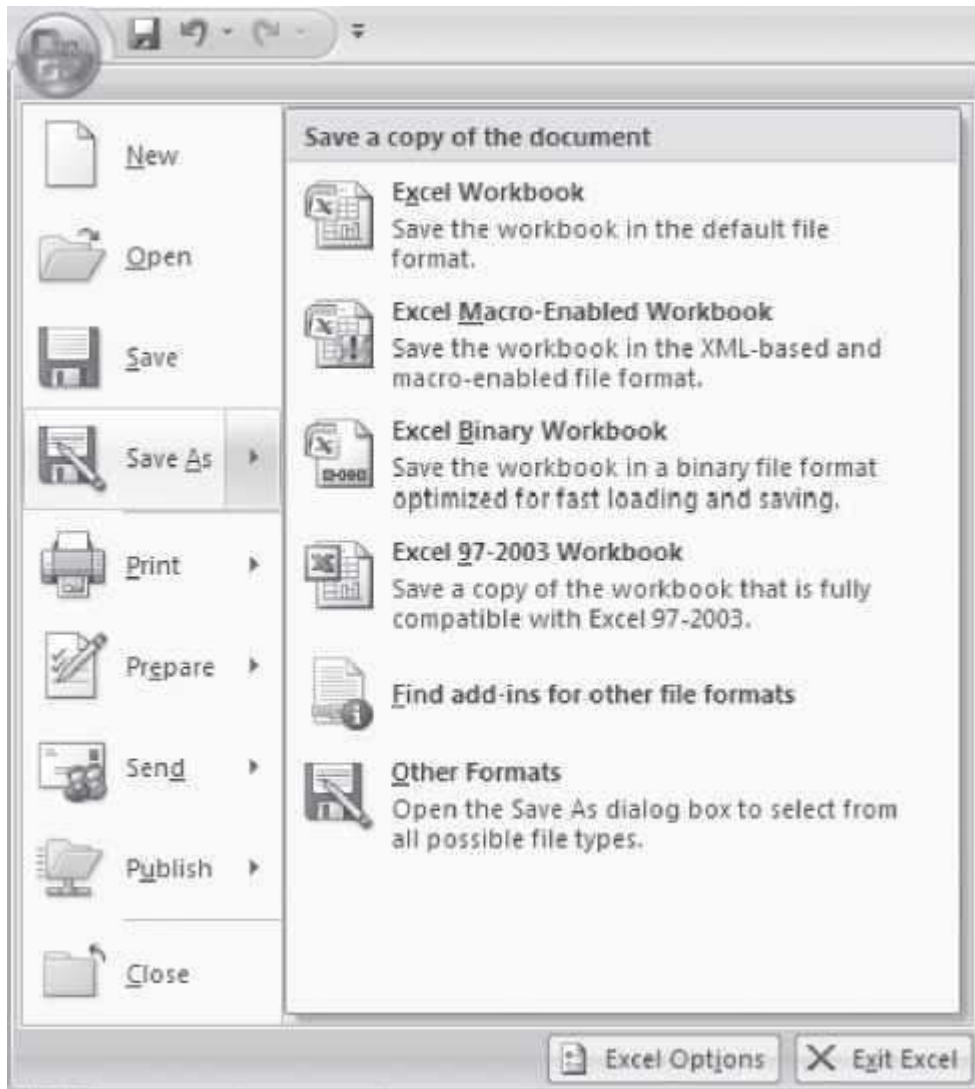 New
Open
Save
Save As
Print
Prepare
Send
Publish
Close
Save a copy of the document
Excel Workbook
Save the workbook in the default file
format.
Excel Macro-Enabled Workbook
Save the workbook in the XML-based and
macro-enabled file format.
Excel Binary Workbook
Save the workbook in a binary file format
optimized for fast loading and saving.
Excel 97-2003 Workbook
Save a copy of the workbook that is fully
compatible with Excel 97-2003.
Find add-ins for other file formats
Other Formats
Open the Save As dialog box to select from
all possible file types.
Excel Options
Exit Excel